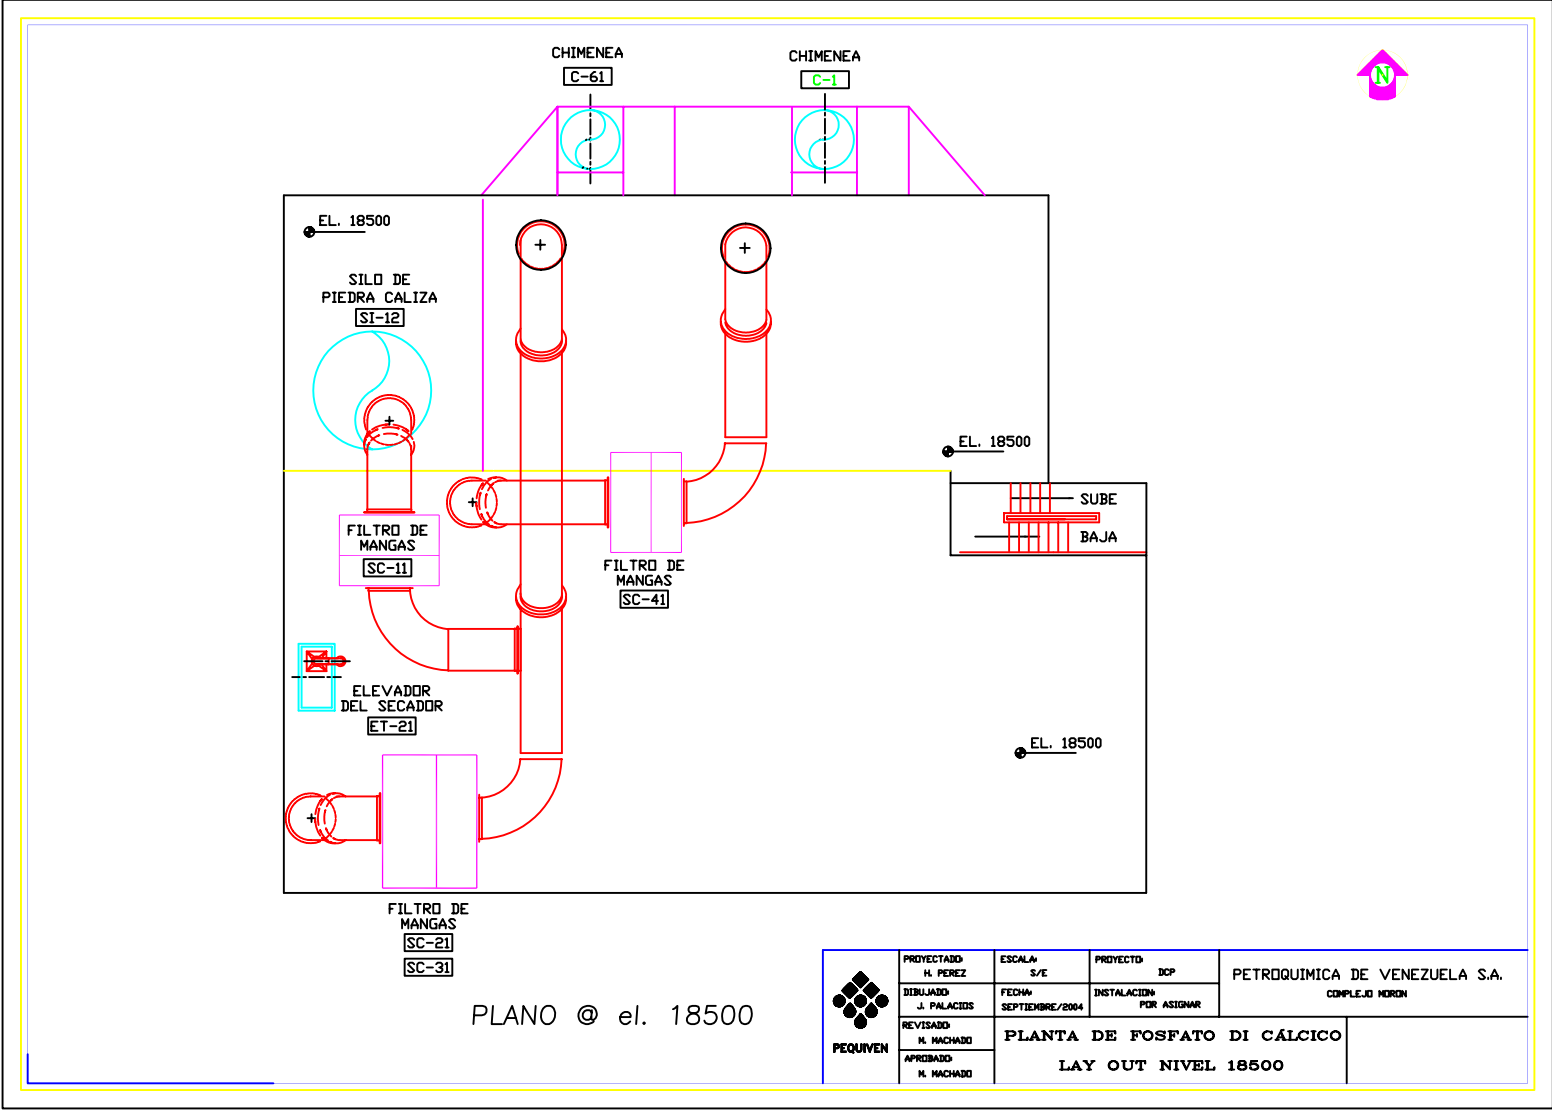 CHIMENEA
C-61
CHIMENEA
C-1
N
EL. 18500
SILO DE
PIEDRA CALIZA
SI-12
EL. 18500
SUBE
BAJA
FILTRO DE
MANGAS
SC-11
FILTRO DE
MANGAS
SC-41
ELEVADOR
DEL SECADOR
ET-21
EL. 18500
FILTRO DE
MANGAS
SC-21
SC-31
PLANO @ el. 18500
PEQUIVEN
PROYECTADO:
H. PEREZ
ESCALA:
S/E
PROYECTO:
DCP
PETROQUIMICA DE VENEZUELA S.A.
COMPLEJO MORON
DIBUJADO:
J. PALACIOS
FECHA:
SEPTIEMBRE/2004
INSTALACION:
POR ASIGNAR
REVISADO:
M. MACHADO
APROBADO:
M. MACHADO
PLANTA DE FOSFATO DI CÁLCICO
LAY OUT NIVEL 18500